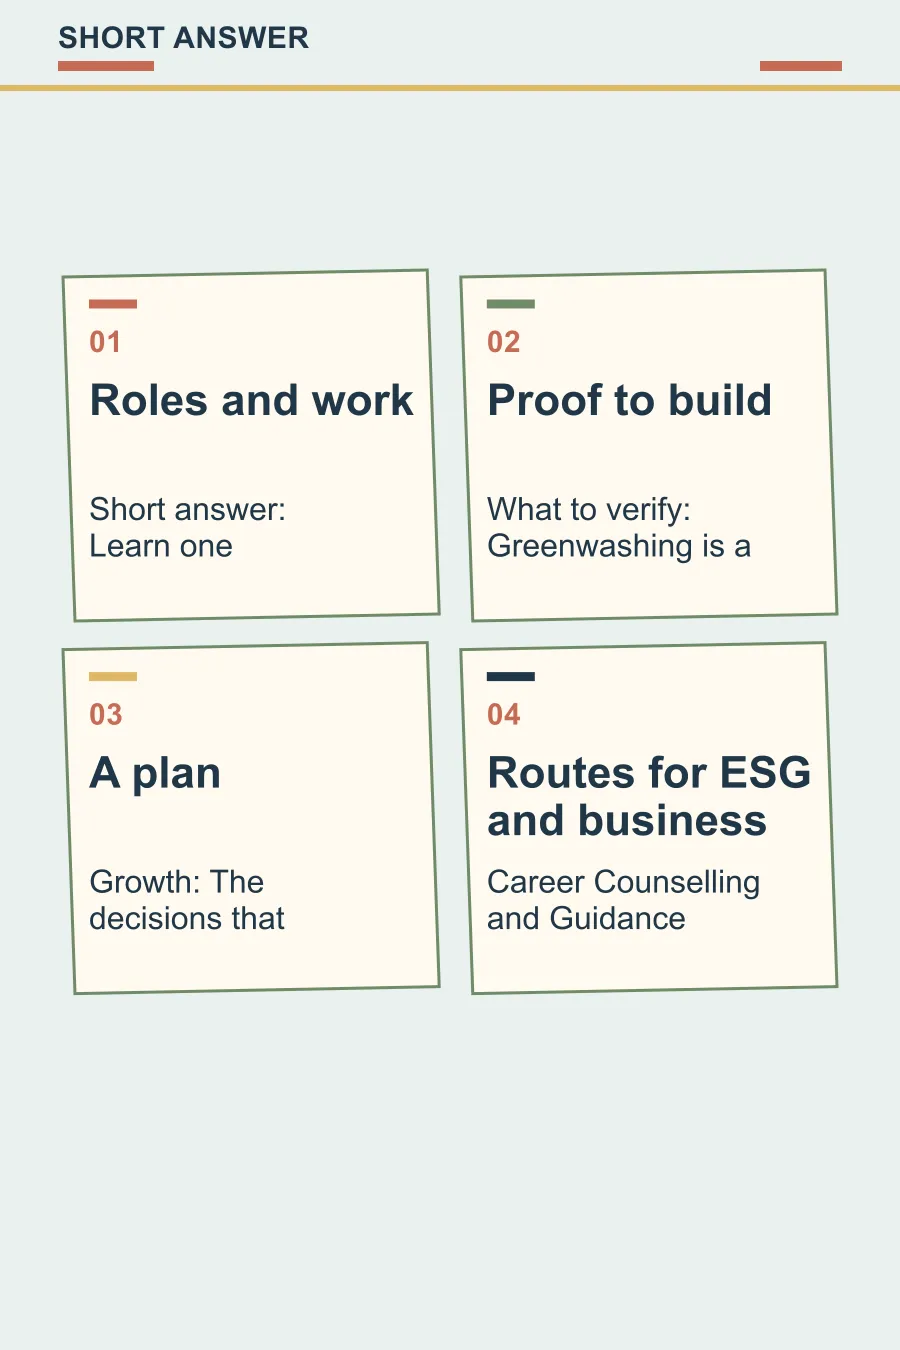 SHORT ANSWER
01
Roles and work
Short answer:
Learn one
02
Proof to build
What to verify:
Greenwashing is a
03
A plan
Growth: The
decisions that
04
Routes for ESG
and business
Career Counselling
and Guidance